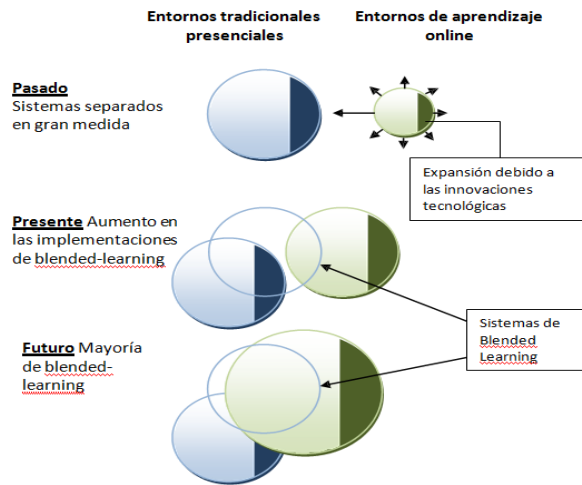 Entornos tradicionales
presenciales
Entornos de aprendizaje
online
Pasado
Sistemas separados
en gran medida
Expansión debido a
las innovaciones
tecnológicas
Presente Aumento en
las implementaciones
de blended-learning
Sistemas de
Blended
Learning
Futuro Mayoría
de blended-
learning